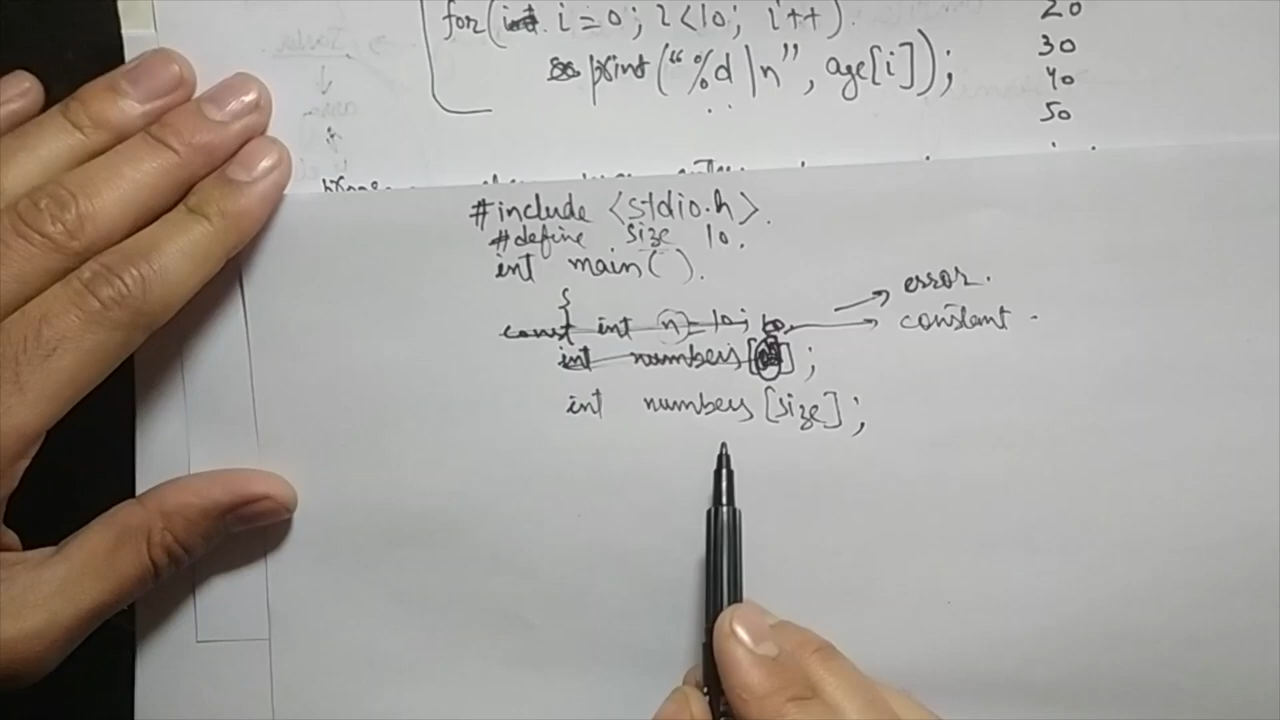 for( i=0; i<10; i++)
print("%d\n", age[i]);
20
30
40
50
#include <stdio.h>.
#define size 10.
int main().
{
const int n=10; → error.
int numbers[ ]; → constant.
int numbers[size];